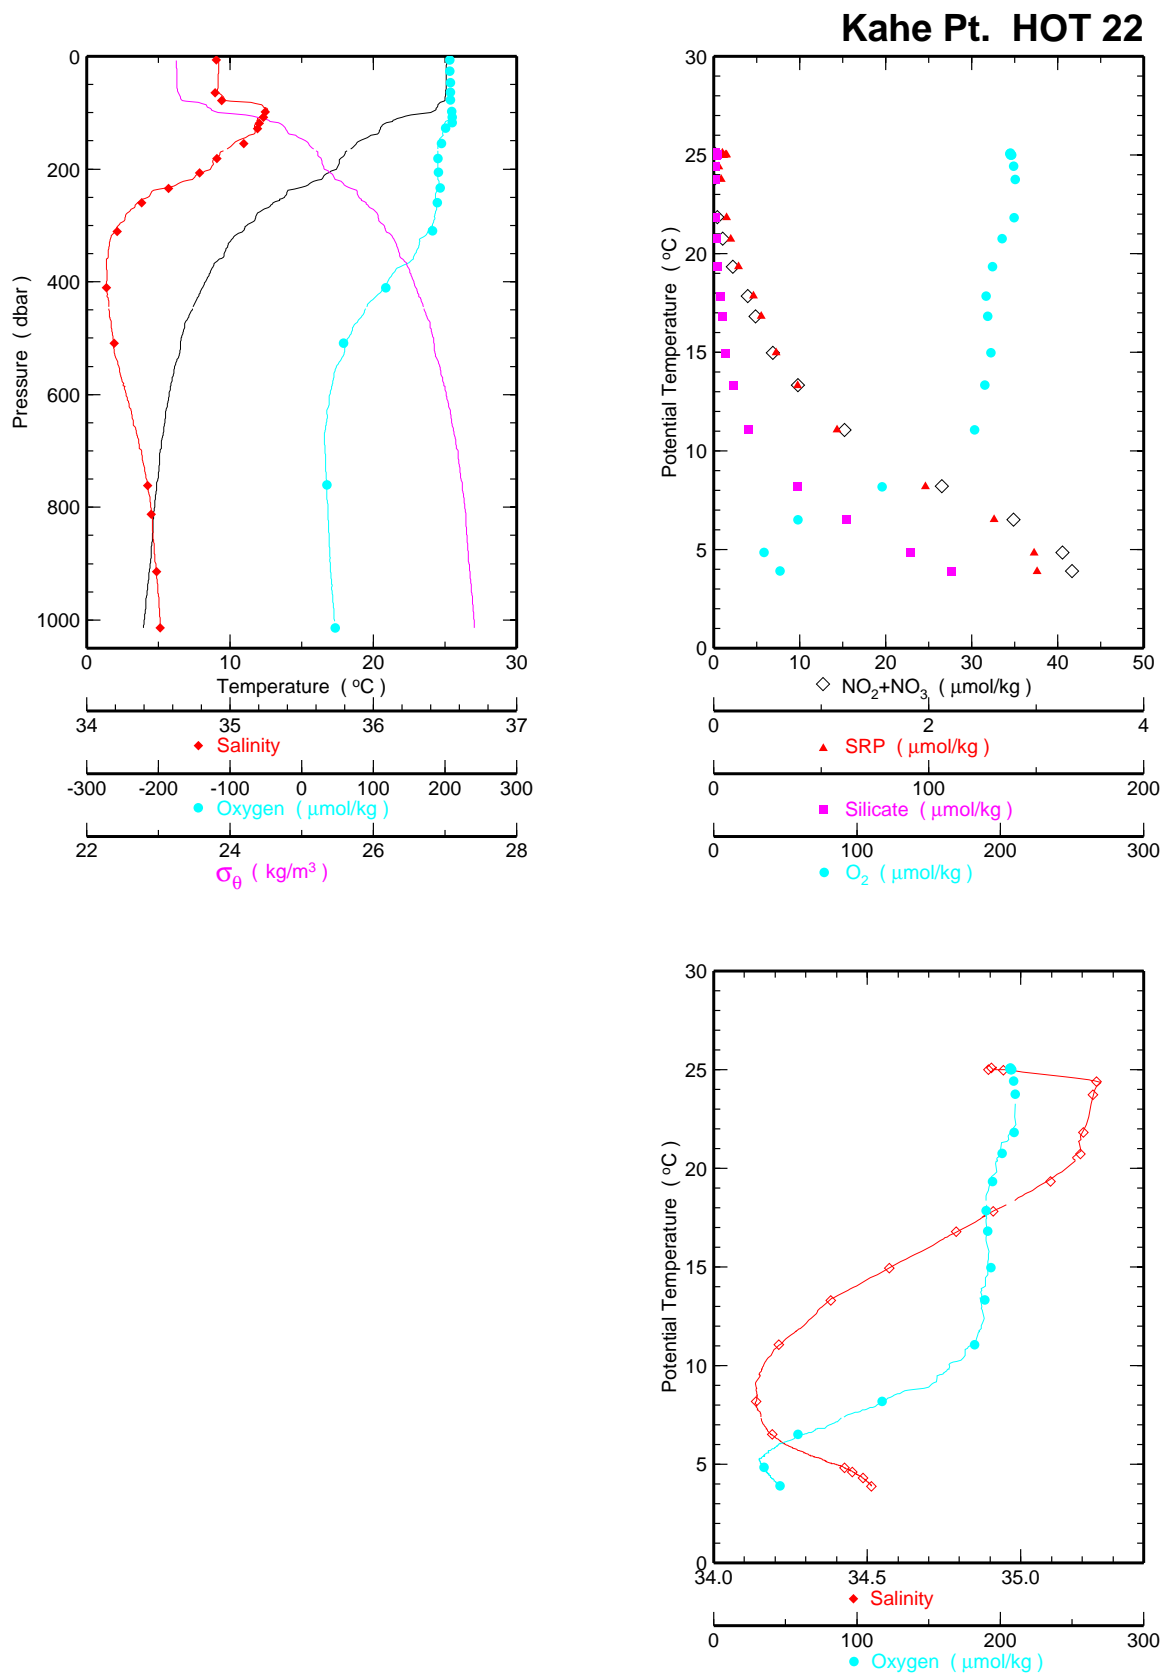 Kahe Pt. HOT 22
0
200
400
600
800
1000
Pressure ( dbar )
0 10 20 30
Temperature ( °C )
34 35 36 37
Salinity
-300 -200 -100 0 100 200 300
Oxygen ( μmol/kg )
22 24 26 28
σθ ( kg/m³ )
30
25
20
15
10
5
0
Potential Temperature ( °C )
0 10 20 30 40 50
NO₂+NO₃ ( μmol/kg )
0 2 4
SRP ( μmol/kg )
0 100 200
Silicate ( μmol/kg )
0 100 200 300
O₂ ( μmol/kg )
30
25
20
15
10
5
0
Potential Temperature ( °C )
34.0 34.5 35.0
Salinity
0 100 200 300
Oxygen ( μmol/kg )